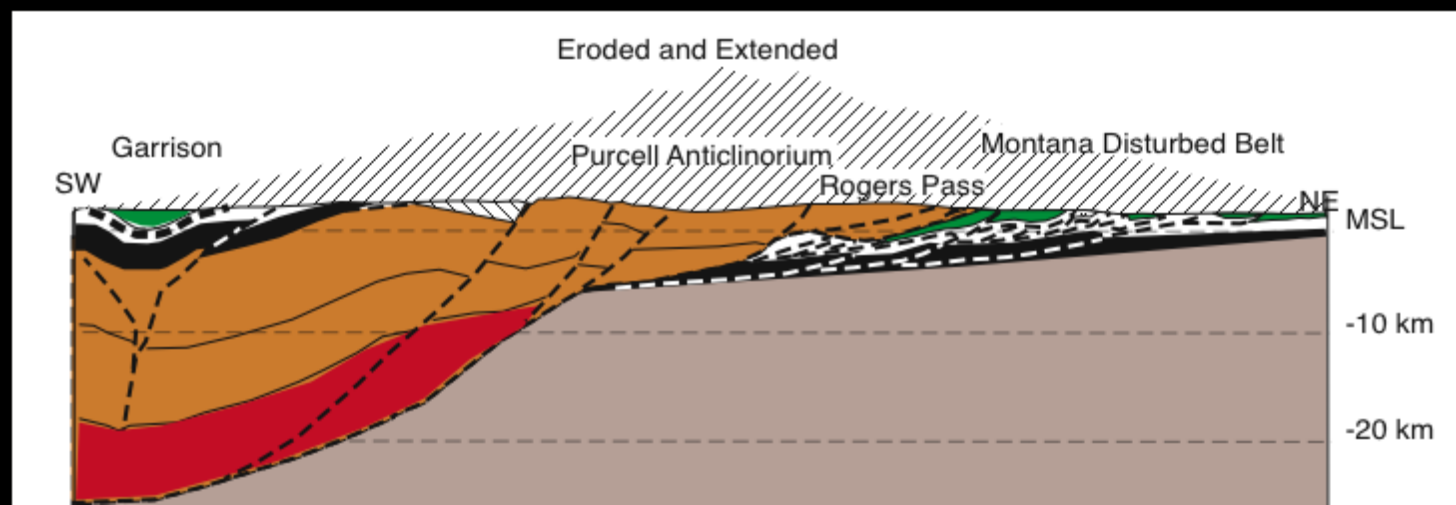 Eroded and Extended
Garrison
Purcell Anticlinorium
Montana Disturbed Belt
SW
Rogers Pass
NE
MSL
-10 km
-20 km